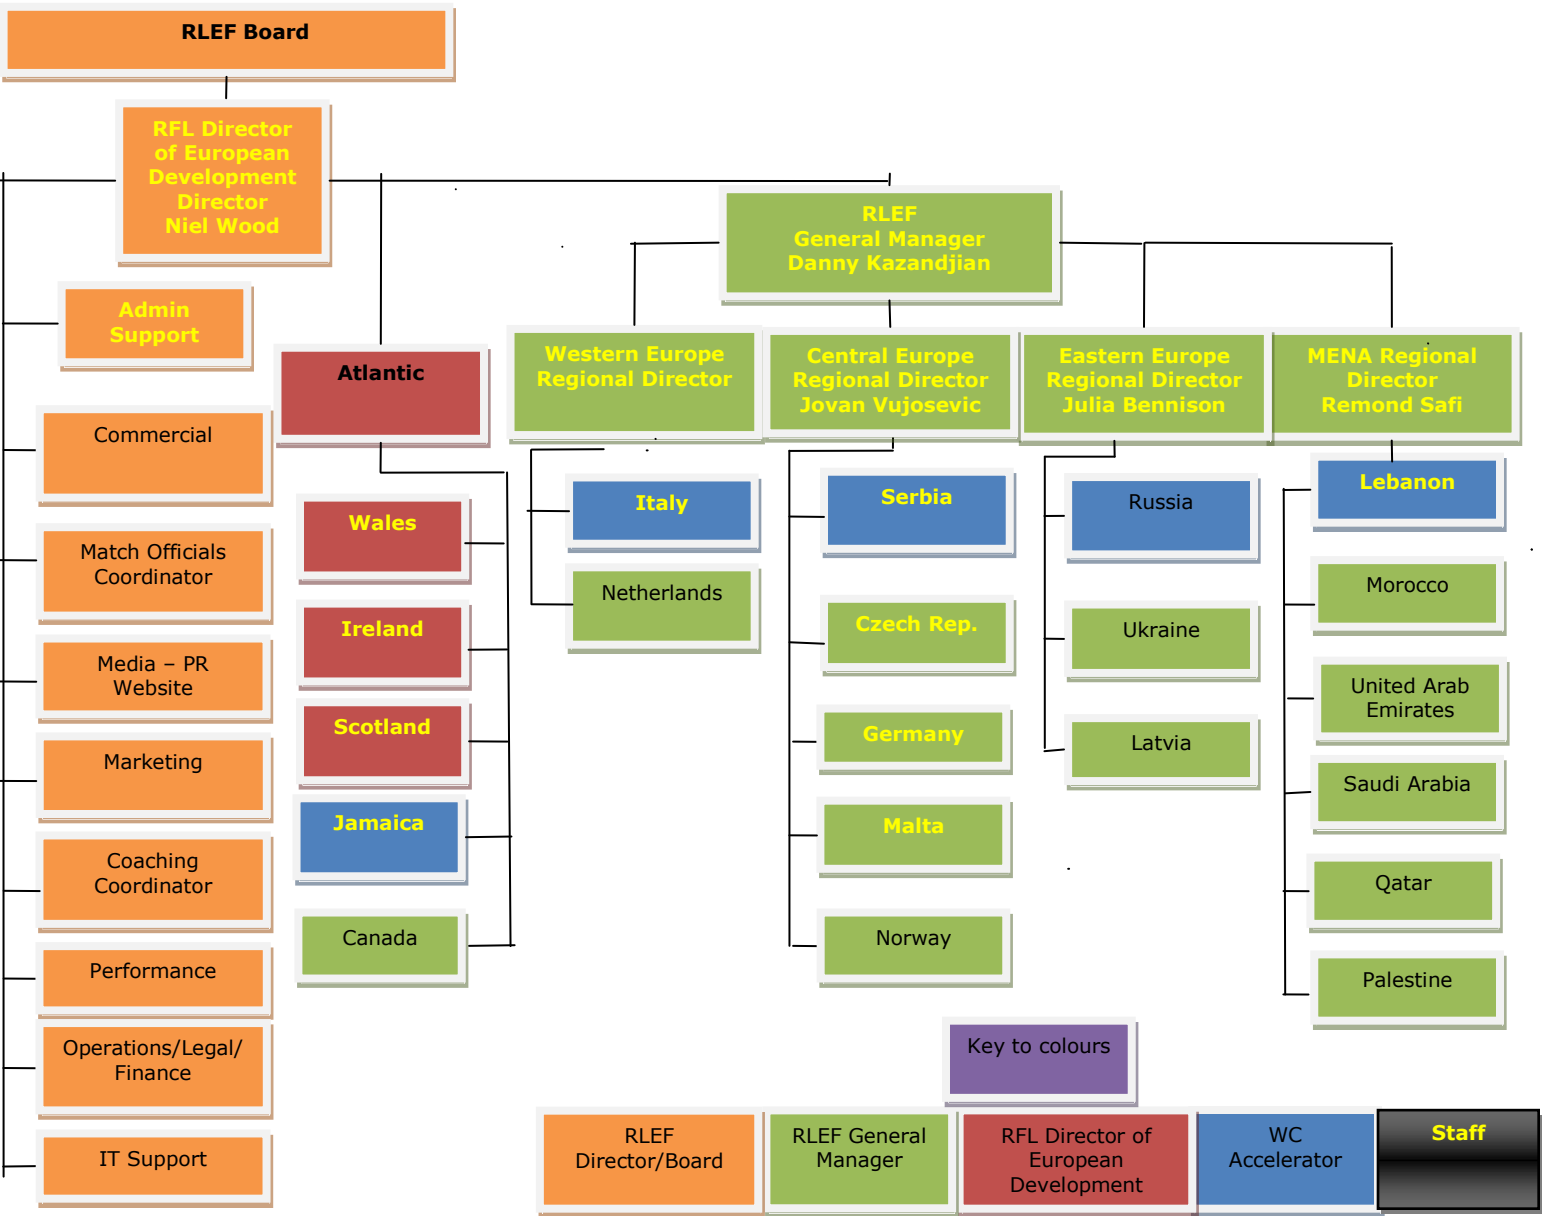 RLEF Board
RFL Director
of European
Development
Director
Niel Wood
RLEF
General Manager
Danny Kazandjian
Admin
Support
Atlantic
Western Europe
Regional Director
Central Europe
Regional Director
Jovan Vujosevic
Eastern Europe
Regional Director
Julia Bennison
MENA Regional
Director
Remond Safi
Commercial
Match Officials
Coordinator
Media – PR
Website
Marketing
Coaching
Coordinator
Performance
Operations/Legal/
Finance
IT Support
Wales
Ireland
Scotland
Jamaica
Canada
Italy
Netherlands
Serbia
Czech Rep.
Germany
Malta
Norway
Russia
Ukraine
Latvia
Lebanon
Morocco
United Arab
Emirates
Saudi Arabia
Qatar
Palestine
Key to colours
RLEF
Director/Board
RLEF General
Manager
RFL Director of
European
Development
WC
Accelerator
Staff